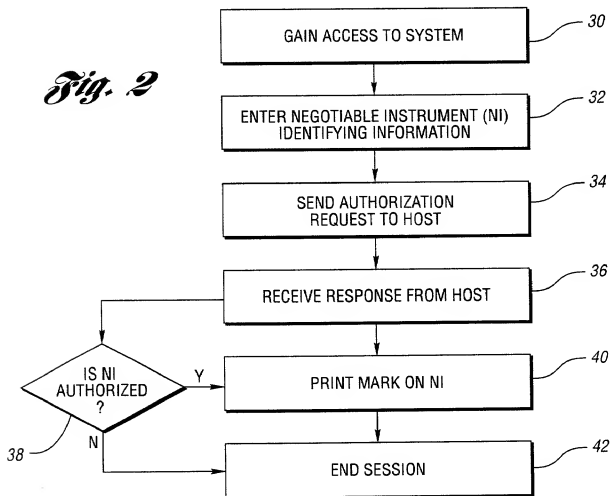 Fig. 2
GAIN ACCESS TO SYSTEM
30
ENTER NEGOTIABLE INSTRUMENT (NI)
IDENTIFYING INFORMATION
32
SEND AUTHORIZATION
REQUEST TO HOST
34
RECEIVE RESPONSE FROM HOST
36
IS NI
AUTHORIZED
?
38
Y
N
PRINT MARK ON NI
40
END SESSION
42